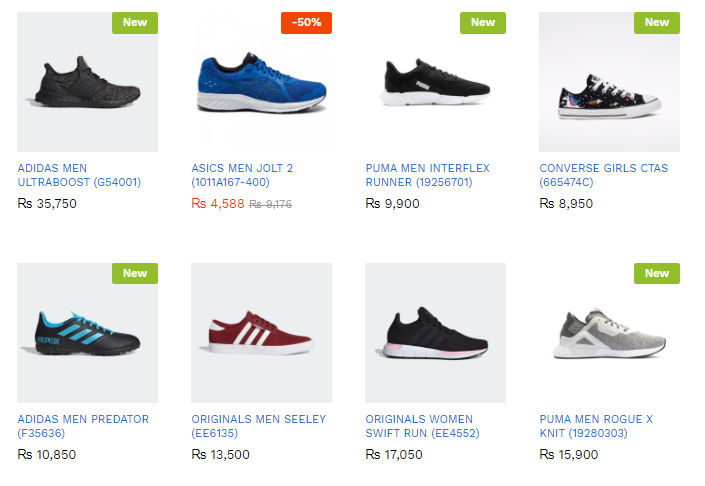 New
-50%
New
New
PUMA
ADIDAS MEN
ULTRABOOST (G54001)
₨ 35,750
ASICS MEN JOLT 2
(1011A167-400)
₨ 4,588 ₨ 9,176
PUMA MEN INTERFLEX
RUNNER (19256701)
₨ 9,900
CONVERSE GIRLS CTAS
(665474C)
₨ 8,950
New
New
PREDATOR
ADIDAS MEN PREDATOR
(F35636)
₨ 10,850
ORIGINALS MEN SEELEY
(EE6135)
₨ 13,500
ORIGINALS WOMEN
SWIFT RUN (EE4552)
₨ 17,050
PUMA MEN ROGUE X
KNIT (19280303)
₨ 15,900